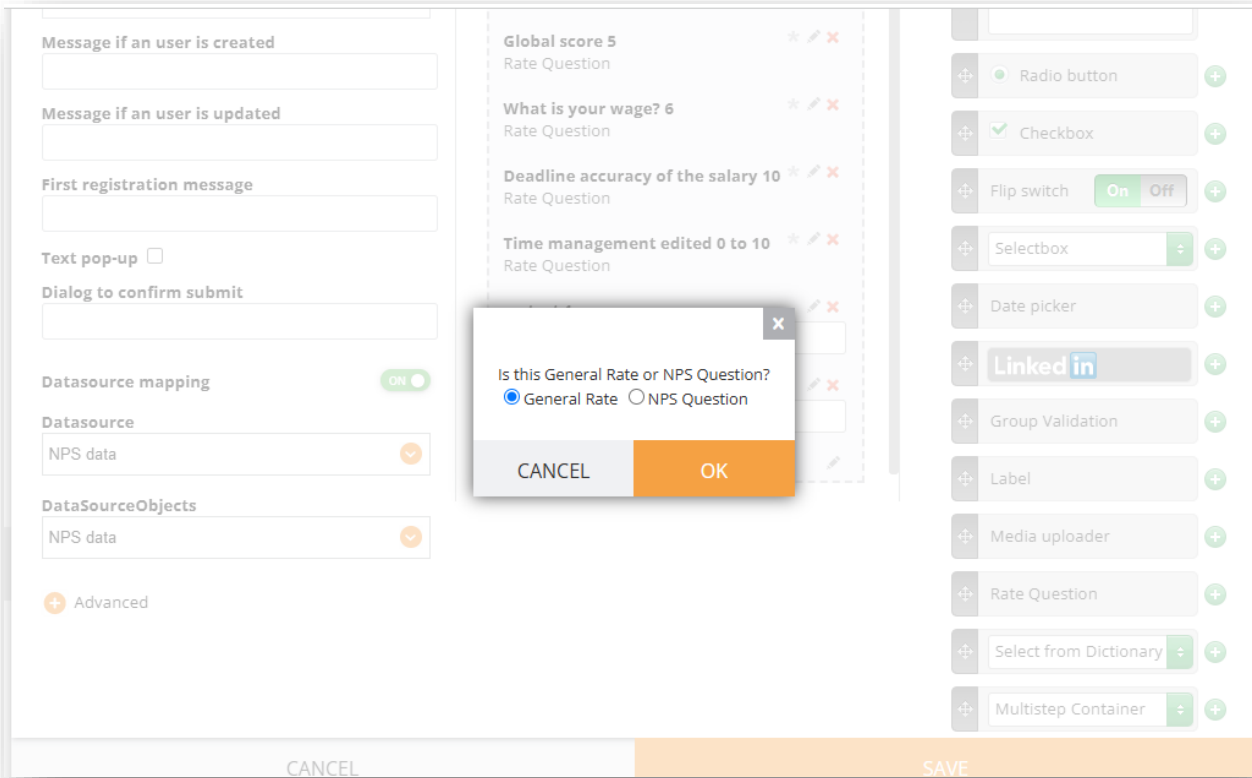 Message if an user is created
Message if an user is updated
First registration message
Text pop-up
Dialog to confirm submit
Datasource mapping
ON
Datasource
NPS data
DataSourceObjects
NPS data
Advanced
Global score 5
Rate Question
What is your wage? 6
Rate Question
Deadline accuracy of the salary 10
Rate Question
Time management edited 0 to 10
Rate Question
x
Is this General Rate or NPS Question?
General Rate
NPS Question
CANCEL
OK
Radio button
Checkbox
Flip switch
On
Off
Selectbox
Date picker
Linked in
Group Validation
Label
Media uploader
Rate Question
Select from Dictionary
Multistep Container
CANCEL
SAVE